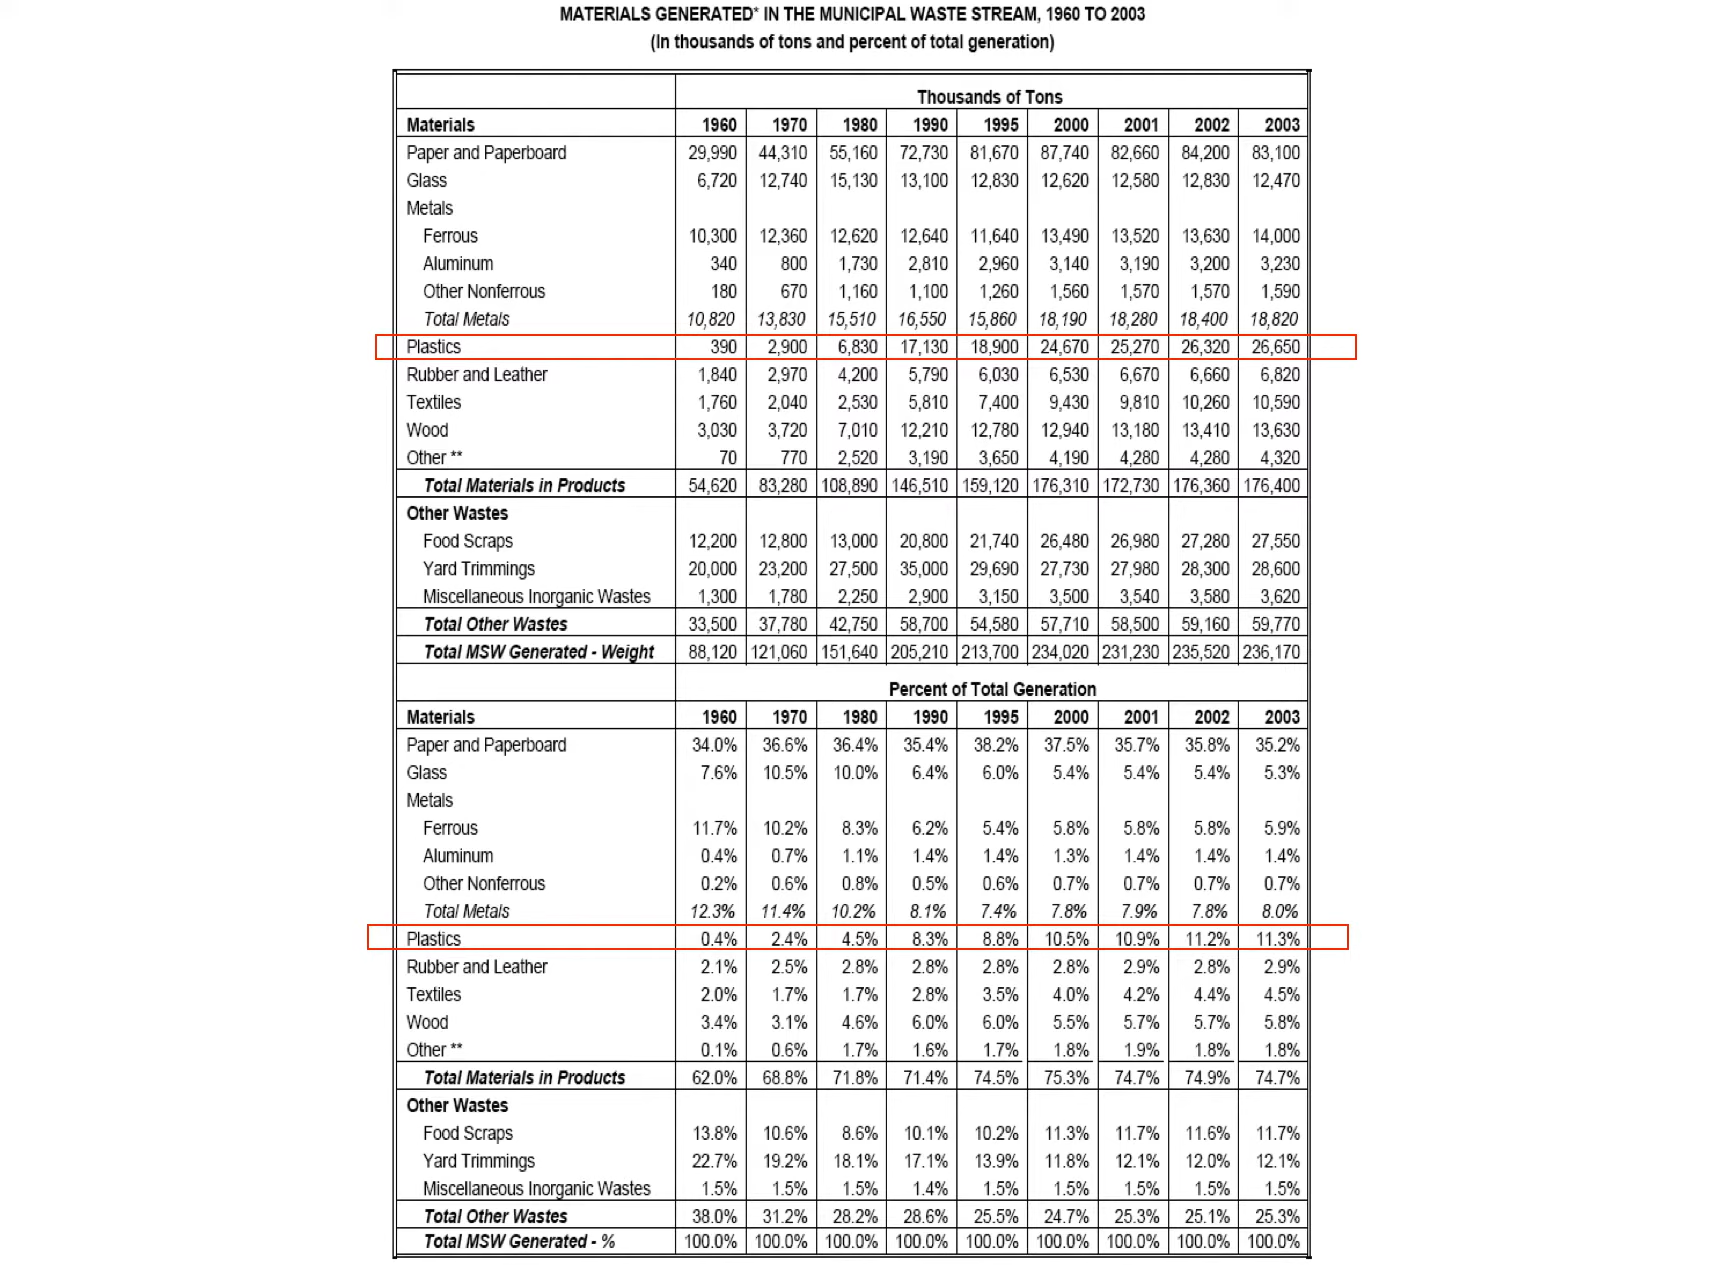 MATERIALS GENERATED* IN THE MUNICIPAL WASTE STREAM, 1960 TO 2003
(In thousands of tons and percent of total generation)
Thousands of Tons
Materials 1960 1970 1980 1990 1995 2000 2001 2002 2003
Paper and Paperboard 29,990 44,310 55,160 72,730 81,670 87,740 82,660 84,200 83,100
Glass 6,720 12,740 15,130 13,100 12,830 12,620 12,580 12,830 12,470
Metals
Ferrous 10,300 12,360 12,620 12,640 11,640 13,490 13,520 13,630 14,000
Aluminum 340 800 1,730 2,810 2,960 3,140 3,190 3,200 3,230
Other Nonferrous 180 670 1,160 1,100 1,260 1,560 1,570 1,570 1,590
Total Metals 10,820 13,830 15,510 16,550 15,860 18,190 18,280 18,400 18,820
Plastics 390 2,900 6,830 17,130 18,900 24,670 25,270 26,320 26,650
Rubber and Leather 1,840 2,970 4,200 5,790 6,030 6,530 6,670 6,660 6,820
Textiles 1,760 2,040 2,530 5,810 7,400 9,430 9,810 10,260 10,590
Wood 3,030 3,720 7,010 12,210 12,780 12,940 13,180 13,410 13,630
Other ** 70 770 2,520 3,190 3,650 4,190 4,280 4,280 4,320
Total Materials in Products 54,620 83,280 108,890 146,510 159,120 176,310 172,730 176,360 176,400
Other Wastes
Food Scraps 12,200 12,800 13,000 20,800 21,740 26,480 26,980 27,280 27,550
Yard Trimmings 20,000 23,200 27,500 35,000 29,690 27,730 27,980 28,300 28,600
Miscellaneous Inorganic Wastes 1,300 1,780 2,250 2,900 3,150 3,500 3,540 3,580 3,620
Total Other Wastes 33,500 37,780 42,750 58,700 54,580 57,710 58,500 59,160 59,770
Total MSW Generated - Weight 88,120 121,060 151,640 205,210 213,700 234,020 231,230 235,520 236,170
Percent of Total Generation
Materials 1960 1970 1980 1990 1995 2000 2001 2002 2003
Paper and Paperboard 34.0% 36.6% 36.4% 35.4% 38.2% 37.5% 35.7% 35.8% 35.2%
Glass 7.6% 10.5% 10.0% 6.4% 6.0% 5.4% 5.4% 5.4% 5.3%
Metals
Ferrous 11.7% 10.2% 8.3% 6.2% 5.4% 5.8% 5.8% 5.8% 5.9%
Aluminum 0.4% 0.7% 1.1% 1.4% 1.4% 1.3% 1.4% 1.4% 1.4%
Other Nonferrous 0.2% 0.6% 0.8% 0.5% 0.6% 0.7% 0.7% 0.7% 0.7%
Total Metals 12.3% 11.4% 10.2% 8.1% 7.4% 7.8% 7.9% 7.8% 8.0%
Plastics 0.4% 2.4% 4.5% 8.3% 8.8% 10.5% 10.9% 11.2% 11.3%
Rubber and Leather 2.1% 2.5% 2.8% 2.8% 2.8% 2.8% 2.9% 2.8% 2.9%
Textiles 2.0% 1.7% 1.7% 2.8% 3.5% 4.0% 4.2% 4.4% 4.5%
Wood 3.4% 3.1% 4.6% 6.0% 6.0% 5.5% 5.7% 5.7% 5.8%
Other ** 0.1% 0.6% 1.7% 1.6% 1.7% 1.8% 1.9% 1.8% 1.8%
Total Materials in Products 62.0% 68.8% 71.8% 71.4% 74.5% 75.3% 74.7% 74.9% 74.7%
Other Wastes
Food Scraps 13.8% 10.6% 8.6% 10.1% 10.2% 11.3% 11.7% 11.6% 11.7%
Yard Trimmings 22.7% 19.2% 18.1% 17.1% 13.9% 11.8% 12.1% 12.0% 12.1%
Miscellaneous Inorganic Wastes 1.5% 1.5% 1.5% 1.4% 1.5% 1.5% 1.5% 1.5% 1.5%
Total Other Wastes 38.0% 31.2% 28.2% 28.6% 25.5% 24.7% 25.3% 25.1% 25.3%
Total MSW Generated - % 100.0% 100.0% 100.0% 100.0% 100.0% 100.0% 100.0% 100.0% 100.0%